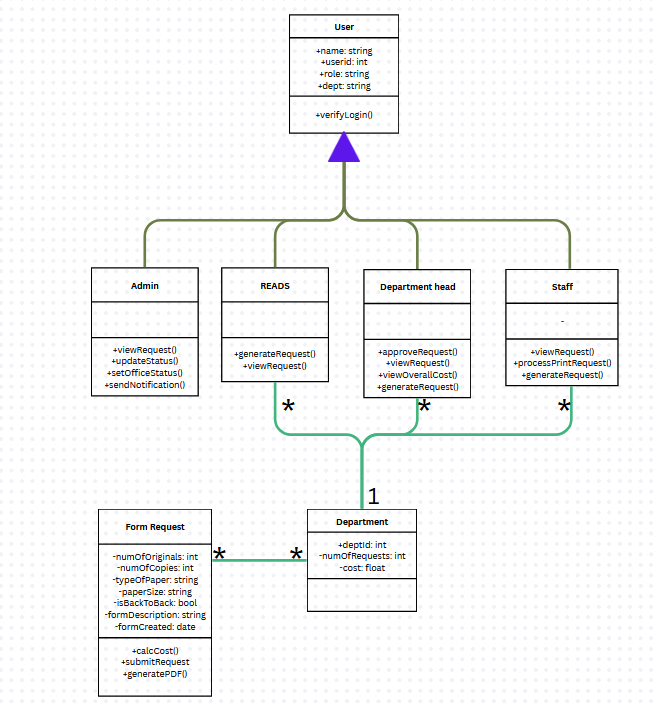 User
+name: string
+userid: int
+role: string
+dept: string
+verifyLogin()
Admin
+viewRequest()
+updateStatus()
+setOfficeStatus()
+sendNotification()
READS
+generateRequest()
+viewRequest()
Department head
+approveRequest()
+viewRequest()
+viewOverallCost()
+generateRequest()
Staff
-
+viewRequest()
+processPrintRequest()
+generateRequest()
*
*
*
1
Form Request
-numOfOriginals: int
-numOfCopies: int
-typeOfPaper: string
-paperSize: string
-isBackToBack: bool
-formDescription: string
-formCreated: date
+calcCost()
+submitRequest
+generatePDF()
*
*
Department
+deptId: int
-numOfRequests: int
-cost: float